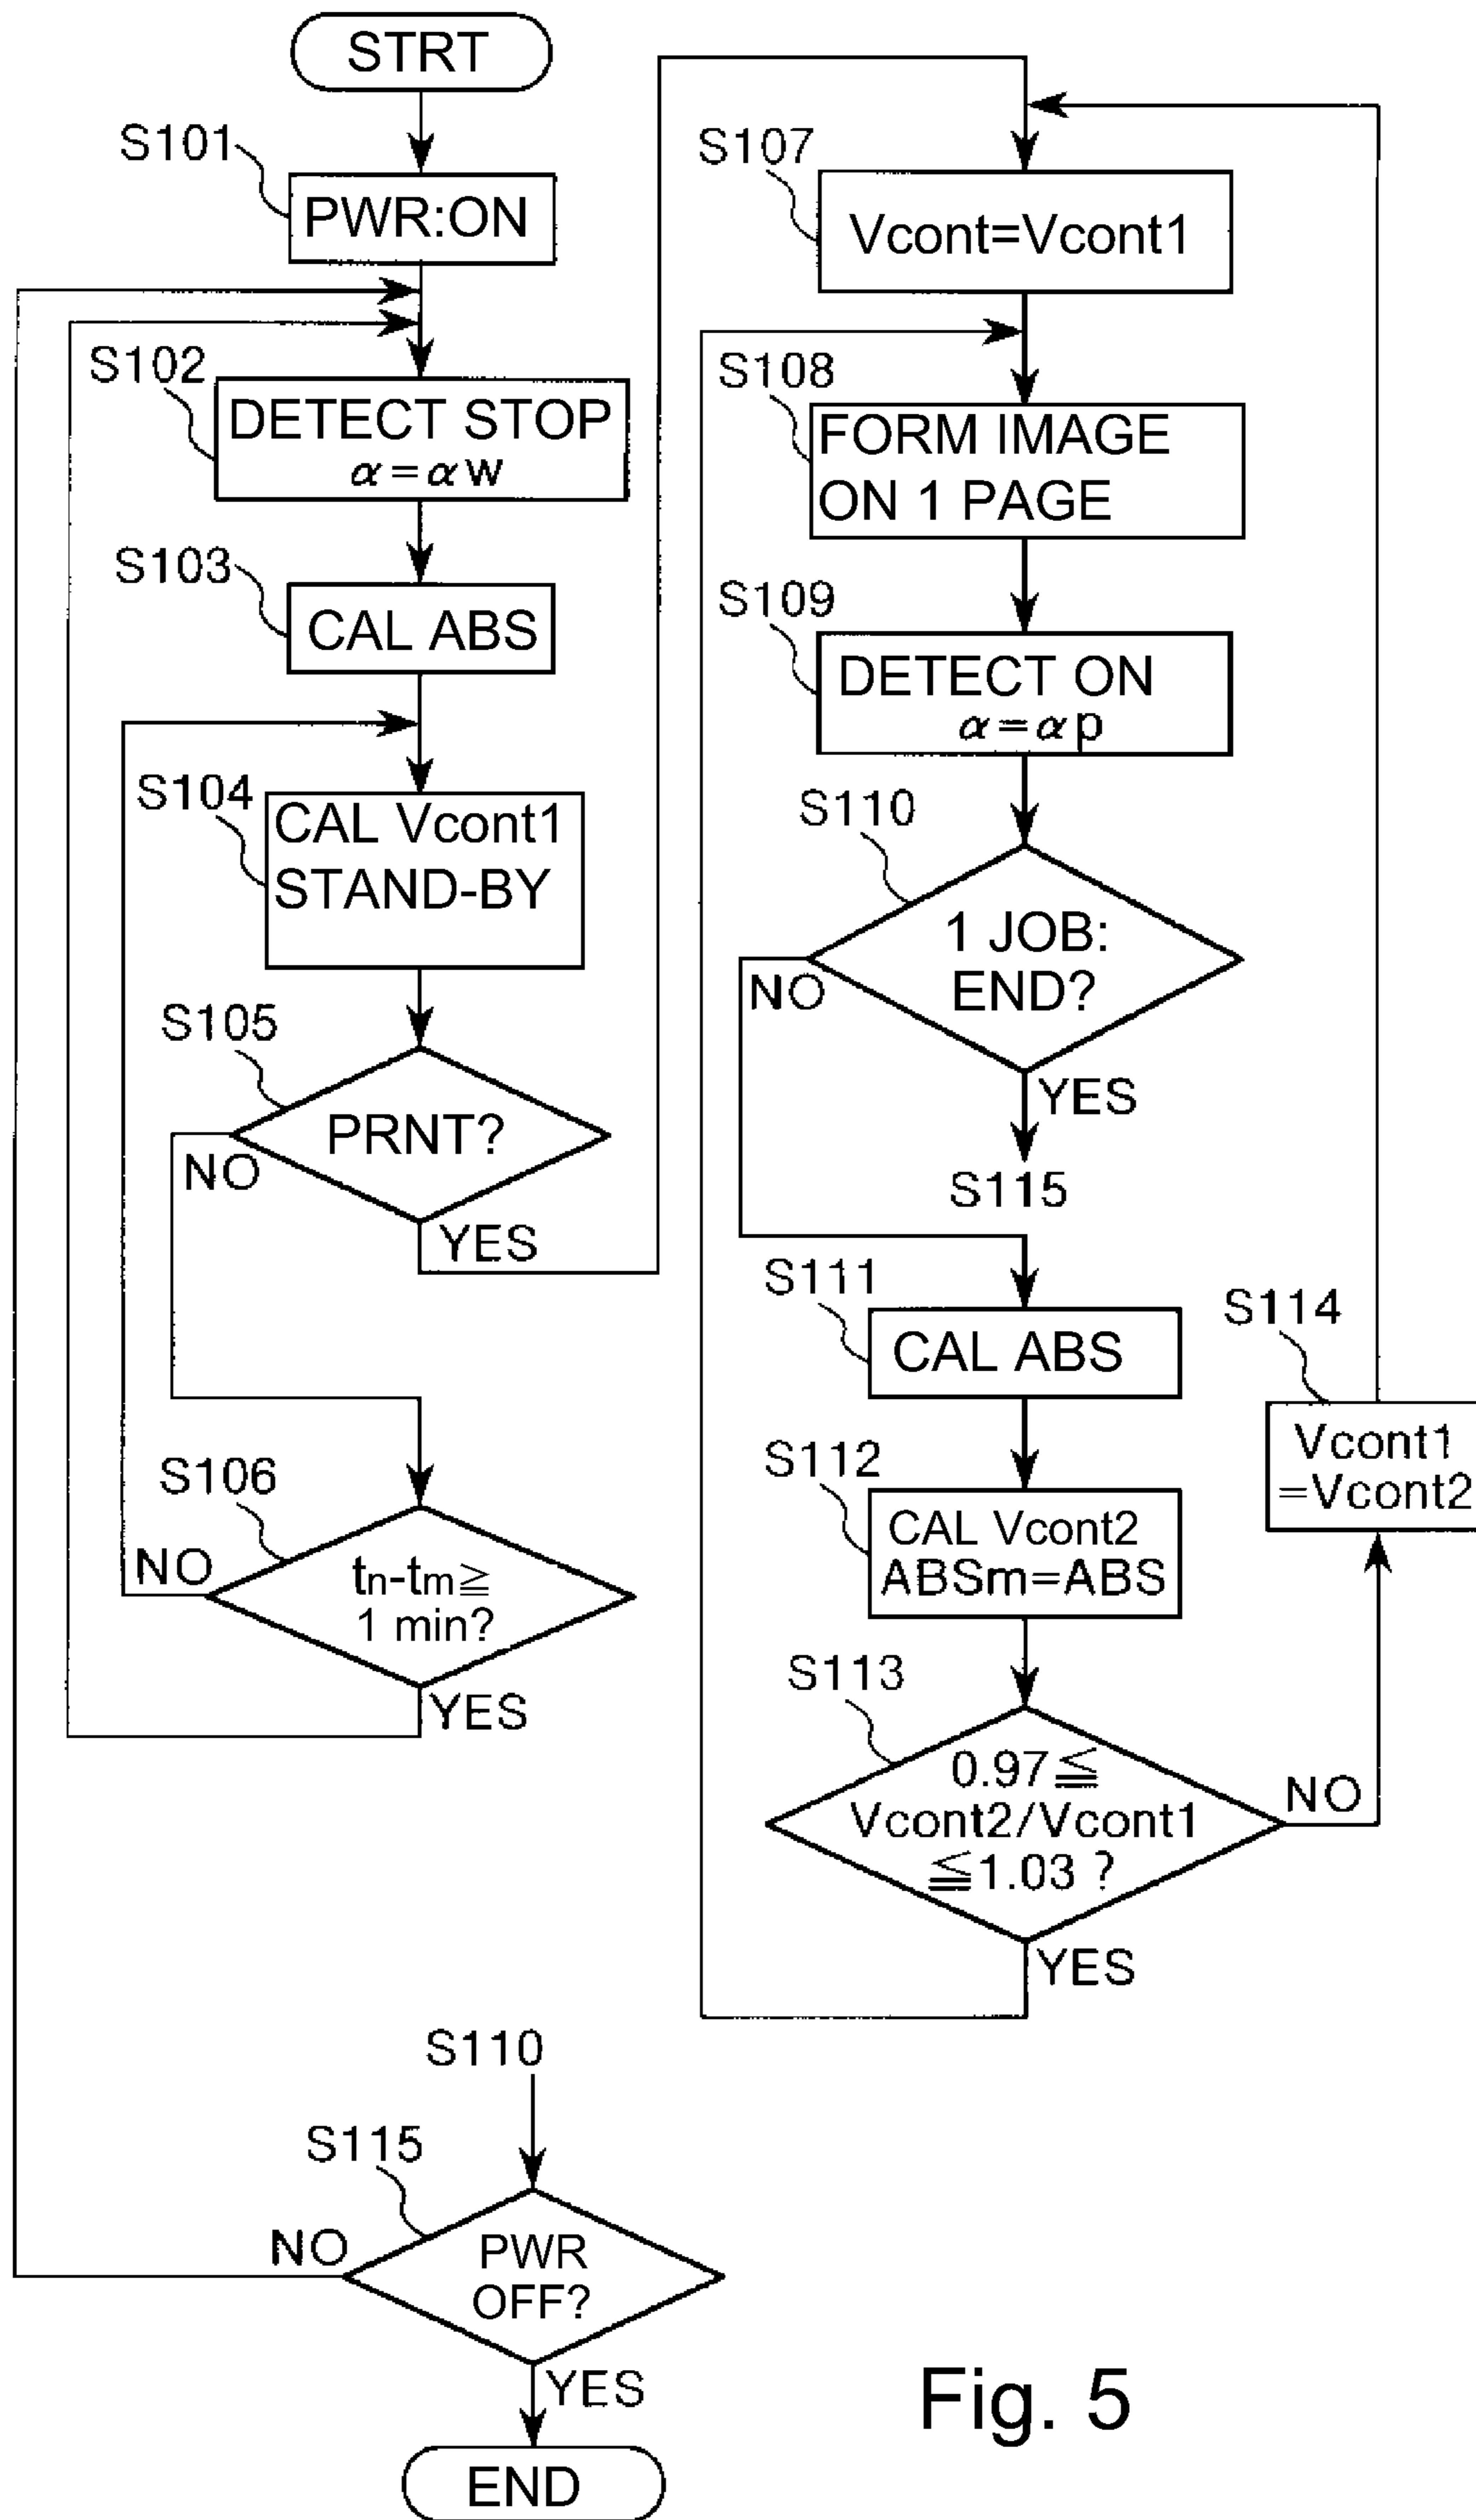 STRT
S101
PWR:ON
S102
DETECT STOP
α=αw
S103
CAL ABS
S104
CAL Vcont1
STAND-BY
S105
PRNT?
NO
YES
S106
tn-tm≧
1 min?
NO
YES
S107
Vcont=Vcont1
S108
FORM IMAGE
ON 1 PAGE
S109
DETECT ON
α=αp
S110
1 JOB:
END?
NO
YES
S115
S111
CAL ABS
S112
CAL Vcont2
ABSm=ABS
S113
0.97≦
Vcont2/Vcont1
≦1.03 ?
NO
YES
S114
Vcont1
=Vcont2
S110
S115
PWR
OFF?
NO
YES
END
Fig. 5